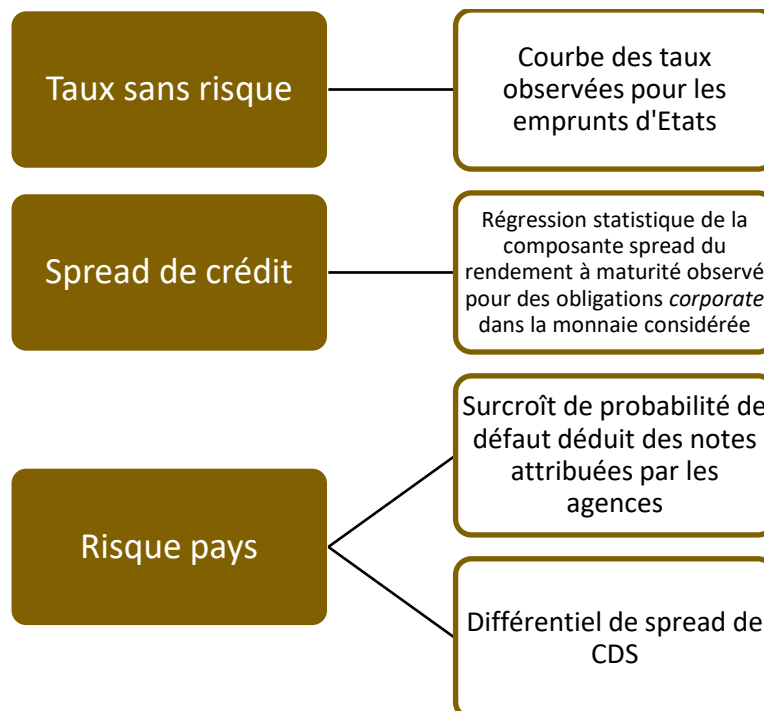 Taux sans risque
Courbe des taux
observées pour les
emprunts d'Etats
Spread de crédit
Régression statistique de la
composante spread du
rendement à maturité observé
pour des obligations corporate
dans la monnaie considérée
Risque pays
Surcroît de probabilité de
défaut déduit des notes
attribuées par les
agences
Différentiel de spread de
CDS